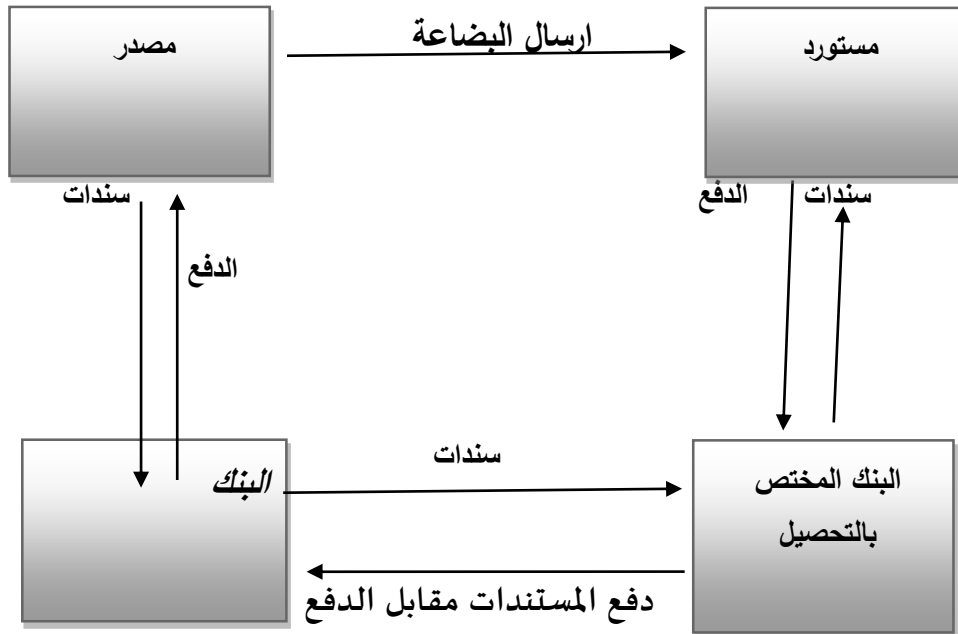 مصدر
ارسال البضاعة
مستورد
سندات
الدفع
الدفع
سندات
البنك
سندات
البنك المختص
بالتحصيل
دفع المستندات مقابل الدفع